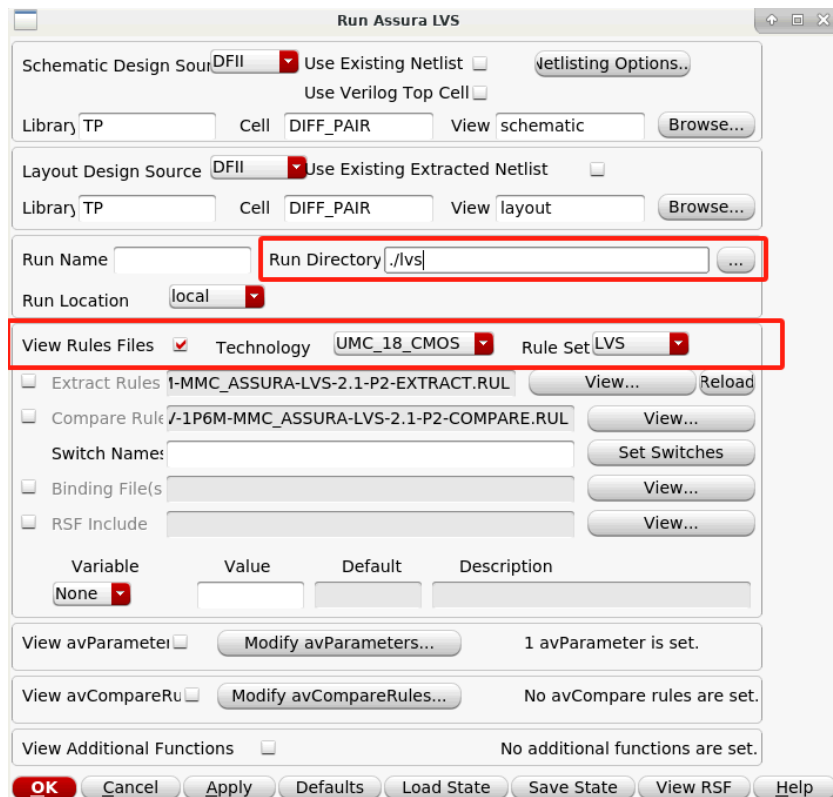 Run Assura LVS
Schematic Design Sour DFII Use Existing Netlist Netlisting Options..
Use Verilog Top Cell
Library TP Cell DIFF_PAIR View schematic Browse...
Layout Design Source DFII Use Existing Extracted Netlist
Library TP Cell DIFF_PAIR View layout Browse...
Run Name Run Directory ./lvs ...
Run Location local
View Rules Files Technology UMC_18_CMOS Rule Set LVS
Extract Rules M-MMC_ASSURA-LVS-2.1-P2-EXTRACT.RUL View... Reload
Compare Rule V-1P6M-MMC_ASSURA-LVS-2.1-P2-COMPARE.RUL View...
Switch Names Set Switches
Binding File(s View...
RSF Include View...
Variable Value Default Description
None
View avParameter Modify avParameters... 1 avParameter is set.
View avCompareRu Modify avCompareRules... No avCompare rules are set.
View Additional Functions No additional functions are set.
OK Cancel Apply Defaults Load State Save State View RSF Help